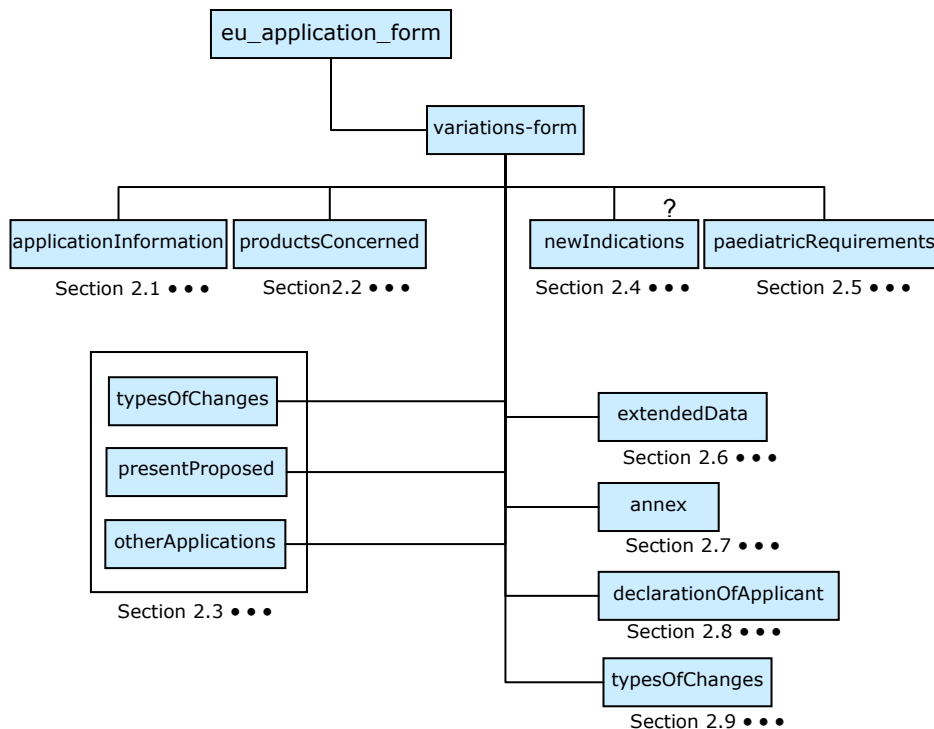 eu_application_form
variations-form
?
applicationInformation
productsConcerned
newIndications
paediatricRequirements
Section 2.1 •••
Section2.2 •••
Section 2.4 •••
Section 2.5 •••
typesOfChanges
presentProposed
otherApplications
Section 2.3 •••
extendedData
Section 2.6 •••
annex
Section 2.7 •••
declarationOfApplicant
Section 2.8 •••
typesOfChanges
Section 2.9 •••